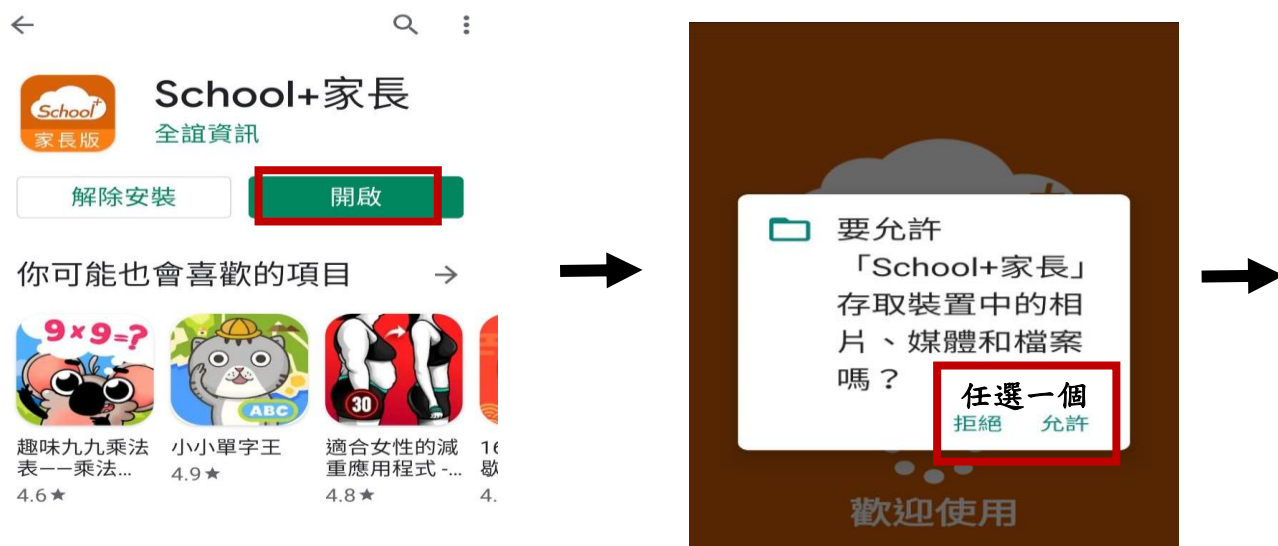 School+
家長版
School+家長
全誼資訊
解除安裝
開啟
你可能也會喜歡的項目
9×9=?
ABC
30
趣味九九乘法
表——乘法...
4.6★
小小單字王
4.9★
適合女性的減
重應用程式 -...
4.8★
16
歇
4.
要允許
「School+家長」
存取裝置中的相
片、媒體和檔案
嗎？
任選一個
拒絕
允許
歡迎使用